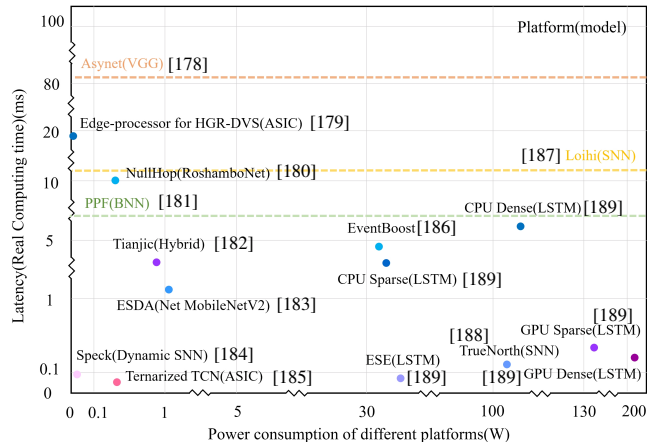 100
Platform(model)
Asynet(VGG) [178]
80
Edge-processor for HGR-DVS(ASIC) [179]
20
[187] Loihi(SNN)
NullHop(RoshamboNet) [180]
10
PPF(BNN) [181]
CPU Dense(LSTM) [189]
EventBoost [186]
5
Tianjic(Hybrid) [182]
CPU Sparse(LSTM) [189]
ESDA(Net MobileNetV2) [183]
1
[189]
[188] GPU Sparse(LSTM)
Speck(Dynamic SNN) [184]
ESE(LSTM)
TrueNorth(SNN)
0.1
Ternarized TCN(ASIC) [185]
[189]
[189] GPU Dense(LSTM)
0
0 0.1 1 5 30 100 130 200
Latency(Real Computing time)(ms)
Power consumption of different platforms(W)